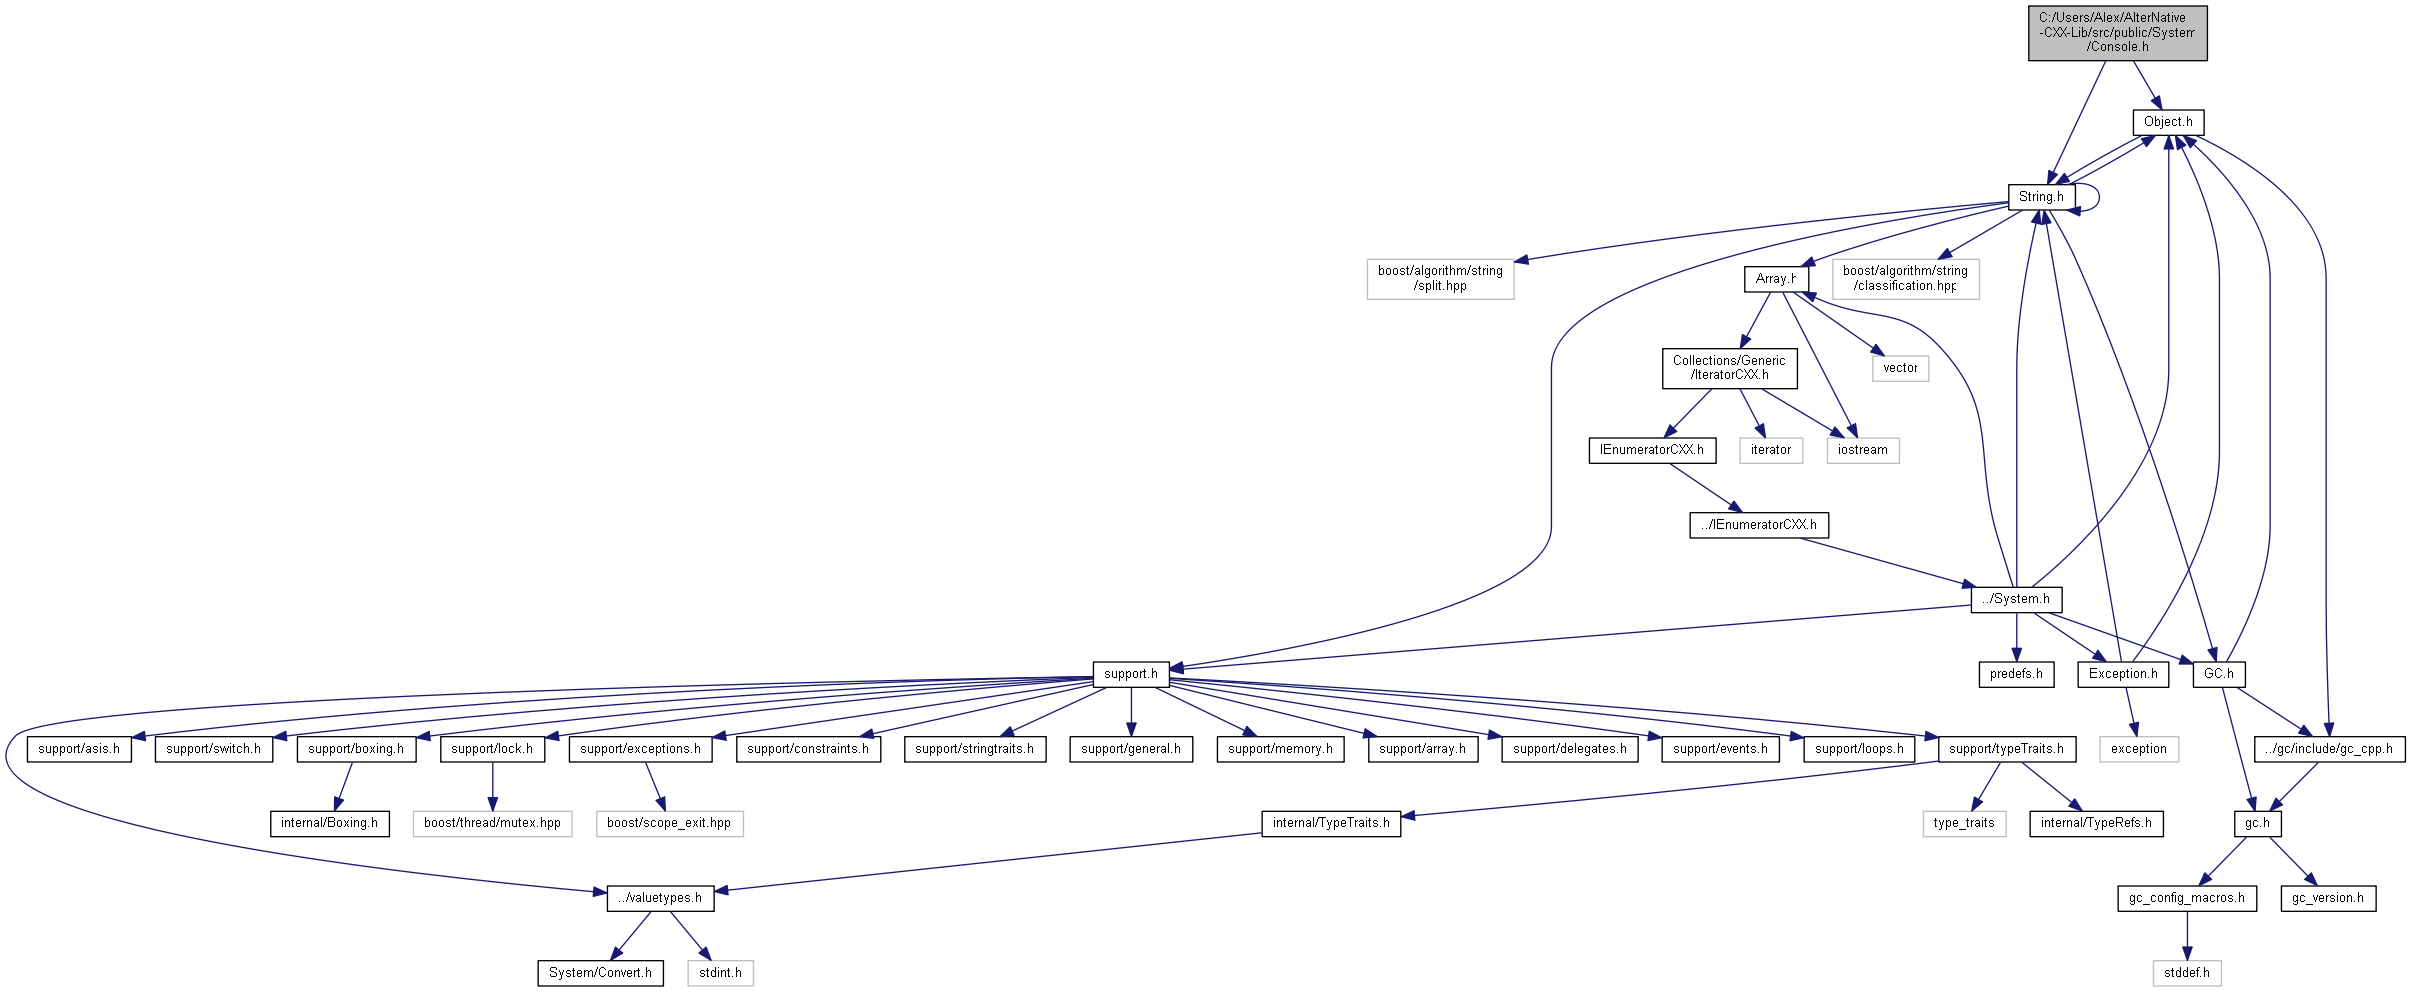 C:/Users/Alex/AlterNative
-CXX-Lib/src/public/System
/Console.h
Object.h
String.h
boost/algorithm/string
/split.hpp
Array.h
boost/algorithm/string
/classification.hpp
Collections/Generic
/IteratorCXX.h
vector
IEnumeratorCXX.h
iterator
iostream
../IEnumeratorCXX.h
../System.h
support.h
predefs.h
Exception.h
GC.h
support/asis.h
support/switch.h
support/boxing.h
support/lock.h
support/exceptions.h
support/constraints.h
support/stringtraits.h
support/general.h
support/memory.h
support/array.h
support/delegates.h
support/events.h
support/loops.h
support/typeTraits.h
exception
../gc/include/gc_cpp.h
internal/Boxing.h
boost/thread/mutex.hpp
boost/scope_exit.hpp
internal/TypeTraits.h
type_traits
internal/TypeRefs.h
gc.h
../valuetypes.h
gc_config_macros.h
gc_version.h
System/Convert.h
stdint.h
stddef.h